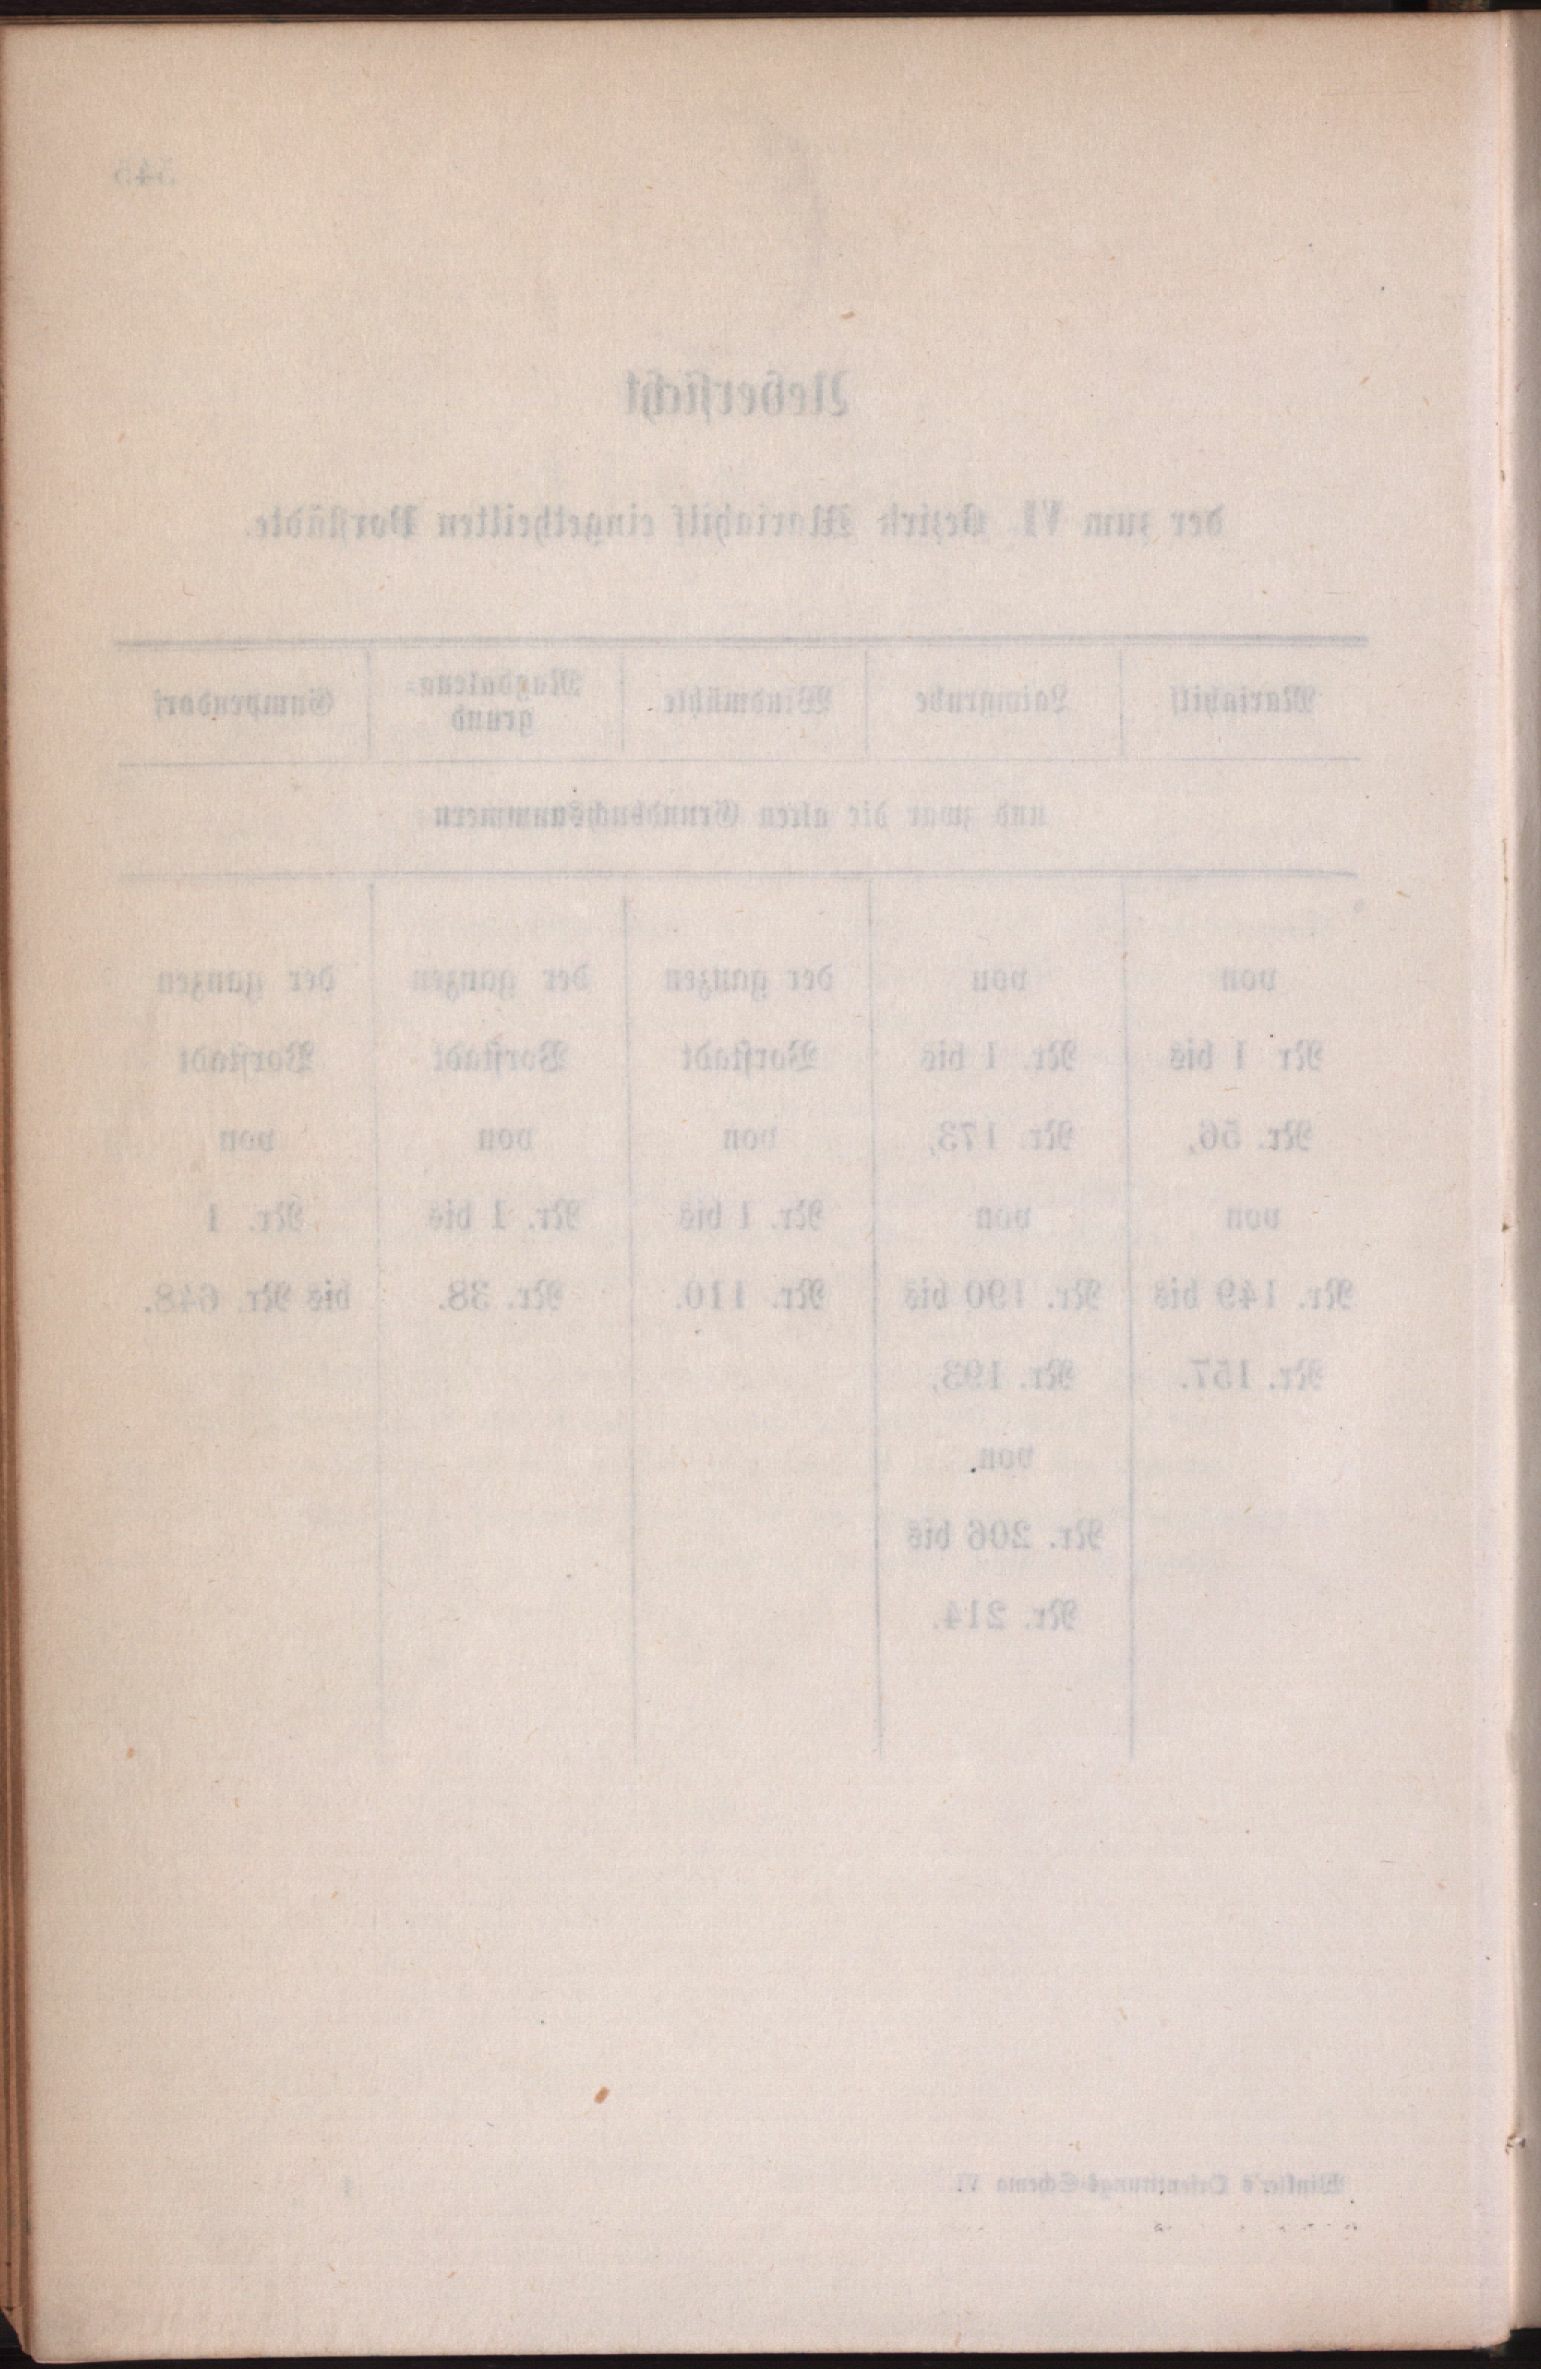 Uebersicht
der zum VI. Bezirk Mariahilf eingetheilten Vorstädte.
Mariahilf Laimgrube Windmühle Magdalena- Gumpendorf
grund
und zwar die alten Grundbuchsnummern:
von von der ganzen der ganzen der ganzen
Nr. 1 bis Nr. 1 bis Vorstadt Vorstadt Vorstadt
Nr. 56, Nr. 173, von von von
von von Nr. 1 bis Nr. 1 bis Nr. 1
Nr. 149 bis Nr. 190 bis Nr. 110. Nr. 38. bis Nr. 648.
Nr. 157. Nr. 193,
von
Nr. 206 bis
Nr. 214.
Orientirungs-Schema VI.